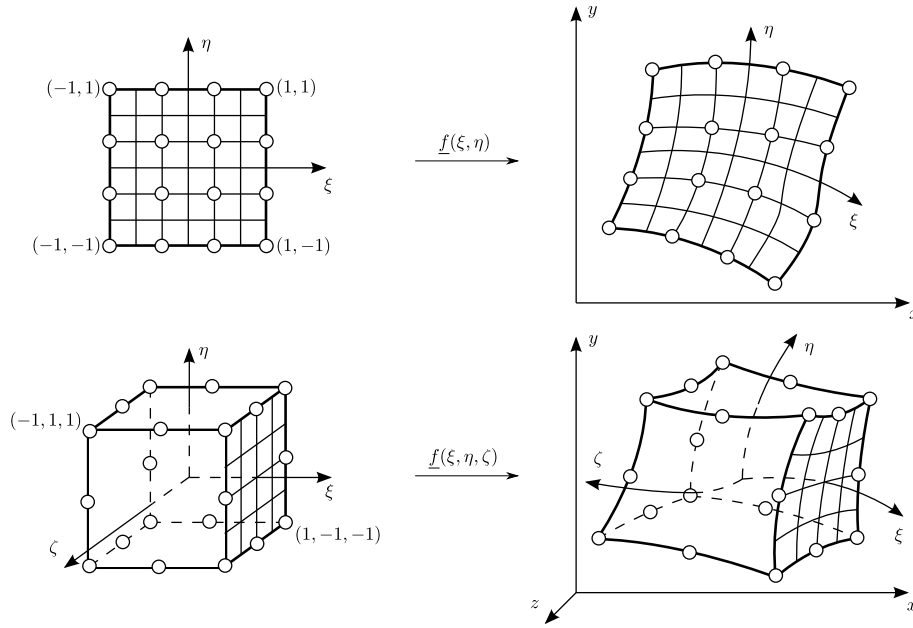 η
(−1, 1)
(1, 1)
ξ
(−1, −1)
(1, −1)
f(ξ, η)
y
η
ξ
x
η
(−1, 1, 1)
ξ
(1, −1, −1)
ζ
f(ξ, η, ζ)
y
η
ζ
ξ
z
x